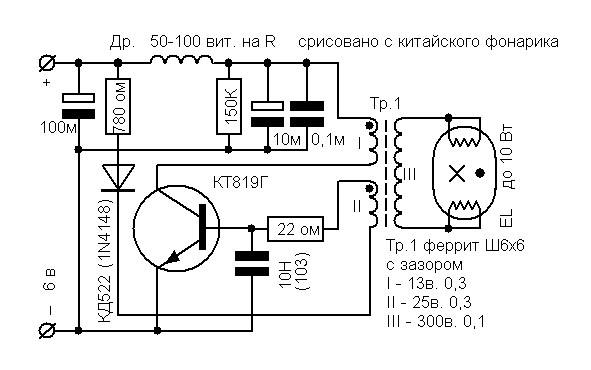 Др. 50-100 вит. на R срисовано с китайского фонарика
+
100м
780 ом
150К
10м
0,1м
Тр.1
I
II
III
КТ819Г
22 ом
10Н
(103)
КД522 (1N4148)
– 6 в
EL до 10 Вт
Тр.1 феррит Ш6х6
с зазором
I - 13в. 0,3
II - 25в. 0,3
III - 300в. 0,1